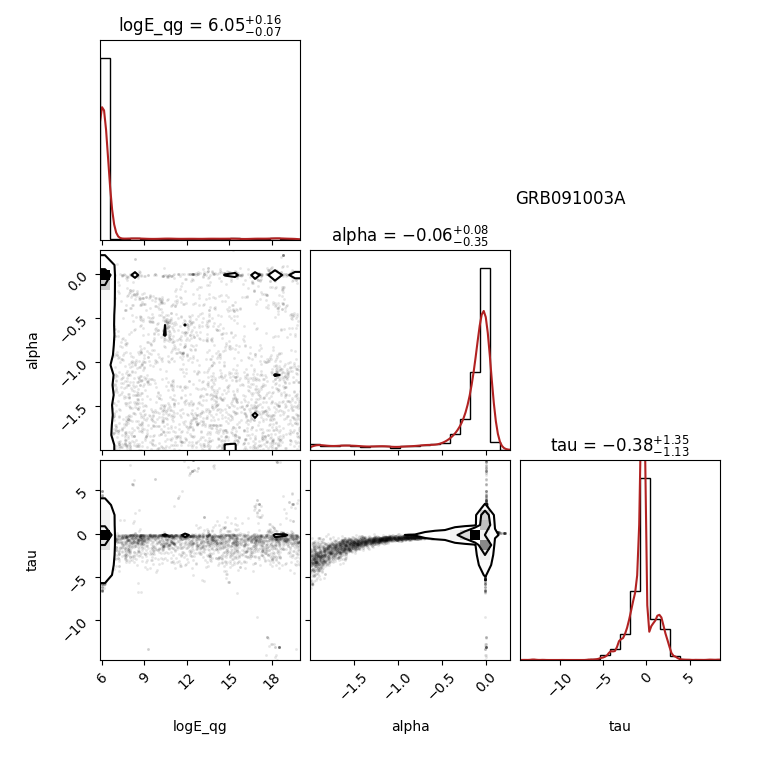 logE_qg = 6.05$^{+0.16}_{-0.07}$
GRB091003A
alpha = −0.06$^{+0.08}_{-0.35}$
0.0
−0.5
−1.0
−1.5
alpha
tau = −0.38$^{+1.35}_{-1.13}$
5
0
−5
−10
tau
6 9 12 15 18
−1.5 −1.0 −0.5 0.0
−10 −5 0 5
logE_qg alpha tau